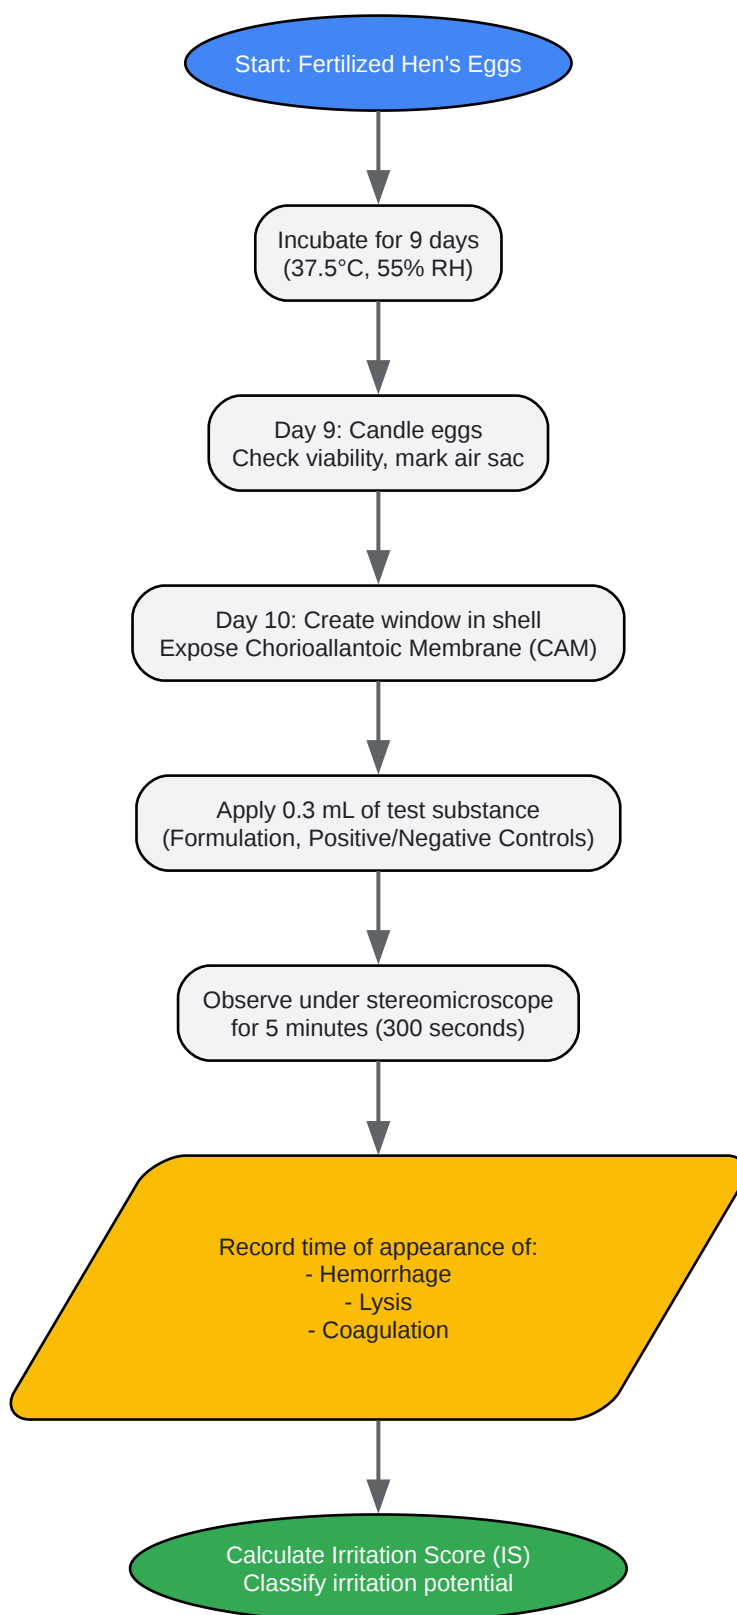 Start: Fertilized Hen's Eggs
Incubate for 9 days
(37.5°C, 55% RH)
Day 9: Candle eggs
Check viability, mark air sac
Day 10: Create window in shell
Expose Chorioallantoic Membrane (CAM)
Apply 0.3 mL of test substance
(Formulation, Positive/Negative Controls)
Observe under stereomicroscope
for 5 minutes (300 seconds)
Record time of appearance of:
- Hemorrhage
- Lysis
- Coagulation
Calculate Irritation Score (IS)
Classify irritation potential